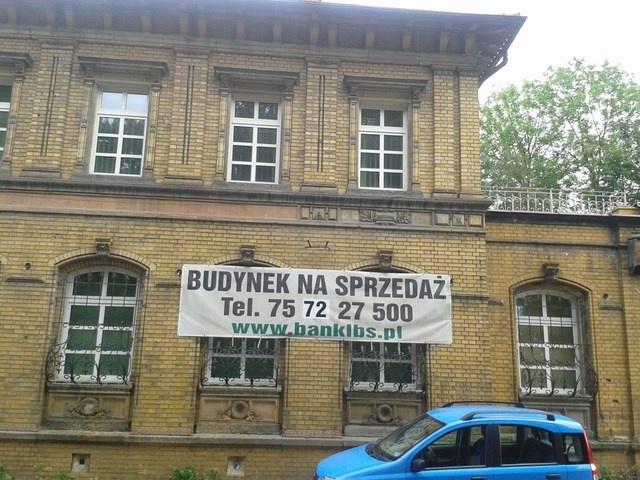 BUDYNEK NA SPRZEDAŻ
Tel. 75 72 27 500
www.banklbs.pl